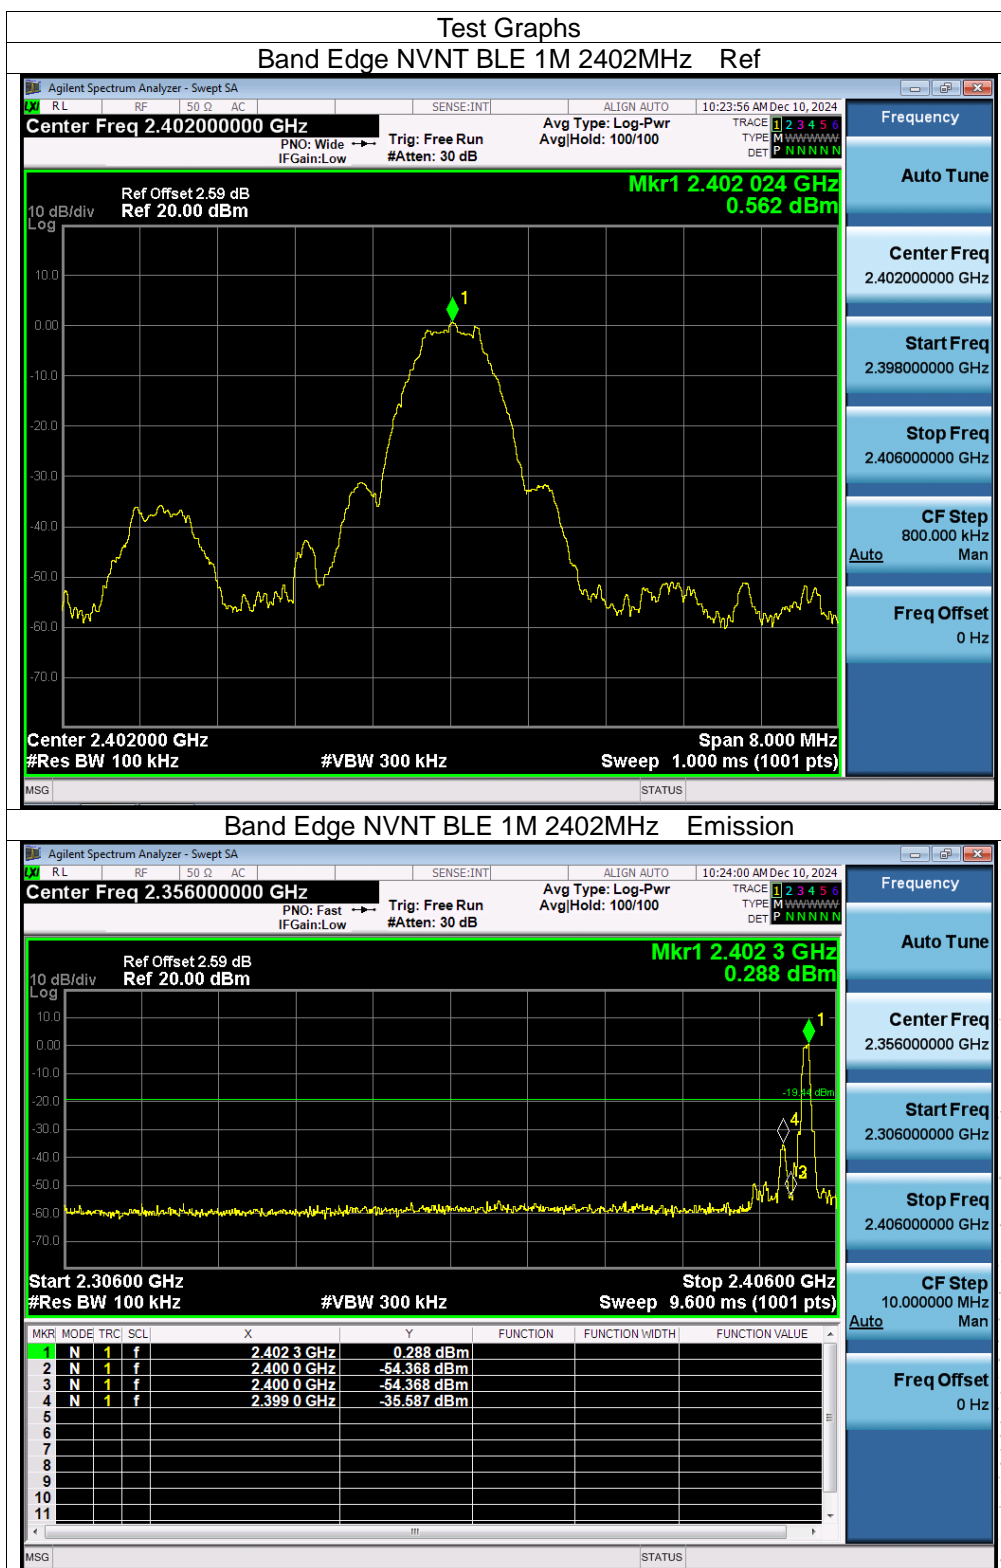 Test Graphs
Band Edge NVNT BLE 1M 2402MHz Ref
Agilent Spectrum Analyzer - Swept SA
LXI RL RF 50 Ω AC SENSE:INT ALIGN AUTO 10:23:56 AM Dec 10, 2024
Center Freq 2.402000000 GHz
PNO: Wide
IFGain:Low
Trig: Free Run
#Atten: 30 dB
Avg Type: Log-Pwr
Avg|Hold: 100/100
TRACE 1 2 3 4 5 6
TYPE M WWWWW
DET P N N N N N
Frequency
Mkr1 2.402 024 GHz
0.562 dBm
Ref Offset 2.59 dB
10 dB/div Ref 20.00 dBm
Log
10.0
1
0.00
-10.0
-20.0
-30.0
-40.0
-50.0
-60.0
-70.0
Center 2.402000 GHz Span 8.000 MHz
#Res BW 100 kHz #VBW 300 kHz Sweep 1.000 ms (1001 pts)
MSG STATUS
Auto Tune
Center Freq
2.402000000 GHz
Start Freq
2.398000000 GHz
Stop Freq
2.406000000 GHz
CF Step
800.000 kHz
Auto Man
Freq Offset
0 Hz
Band Edge NVNT BLE 1M 2402MHz Emission
Agilent Spectrum Analyzer - Swept SA
LXI RL RF 50 Ω AC SENSE:INT ALIGN AUTO 10:24:00 AM Dec 10, 2024
Center Freq 2.356000000 GHz
PNO: Fast
IFGain:Low
Trig: Free Run
#Atten: 30 dB
Avg Type: Log-Pwr
Avg|Hold: 100/100
TRACE 1 2 3 4 5 6
TYPE M WWWWW
DET P N N N N N
Frequency
Mkr1 2.402 3 GHz
0.288 dBm
Ref Offset 2.59 dB
10 dB/div Ref 20.00 dBm
Log
10.0
1
0.00
-10.0
-19.44 dBm
-20.0
4
-30.0
-40.0
3
-50.0
-60.0
-70.0
Start 2.30600 GHz Stop 2.40600 GHz
#Res BW 100 kHz #VBW 300 kHz Sweep 9.600 ms (1001 pts)
MKR MODE TRC SCL X Y FUNCTION FUNCTION WIDTH FUNCTION VALUE
1 N 1 f 2.402 3 GHz 0.288 dBm
2 N 1 f 2.400 0 GHz -54.368 dBm
3 N 1 f 2.400 0 GHz -54.368 dBm
4 N 1 f 2.399 0 GHz -35.587 dBm
5
6
7
8
9
10
11
MSG STATUS
Auto Tune
Center Freq
2.356000000 GHz
Start Freq
2.306000000 GHz
Stop Freq
2.406000000 GHz
CF Step
10.000000 MHz
Auto Man
Freq Offset
0 Hz